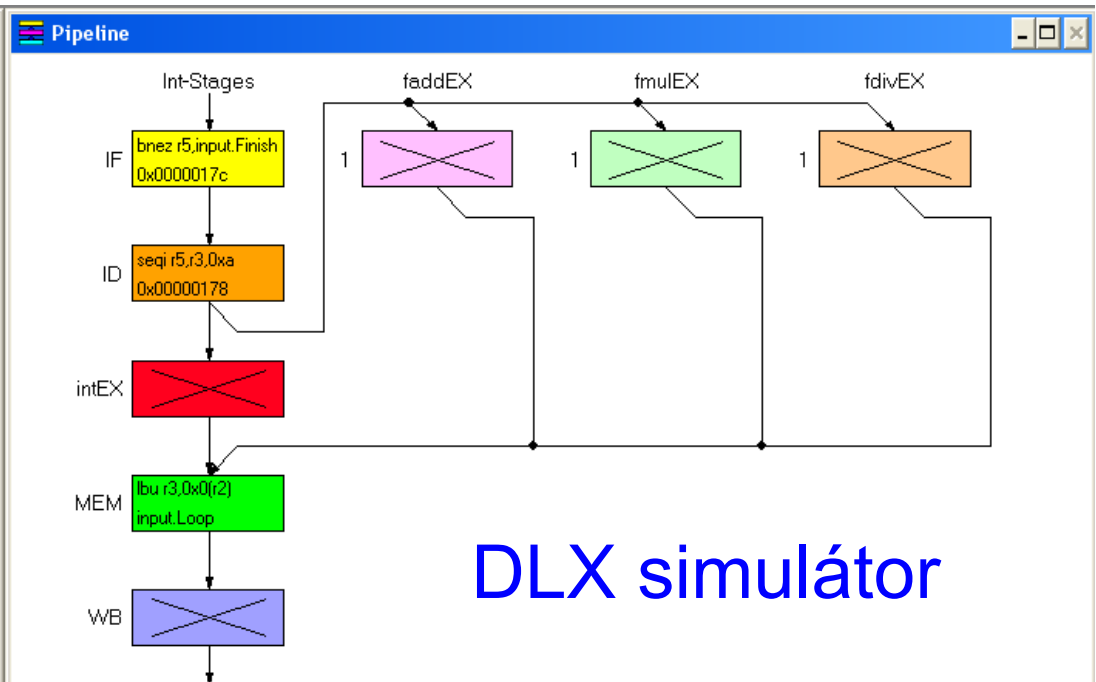 Pipeline
Int-Stages
faddEX
fmulEX
fdivEX
IF
bnez r5,input.Finish
0x0000017c
1
1
1
ID
seqi r5,r3,0xa
0x00000178
intEX
MEM
lbu r3,0x0(r2)
input.Loop
DLX simulátor
WB